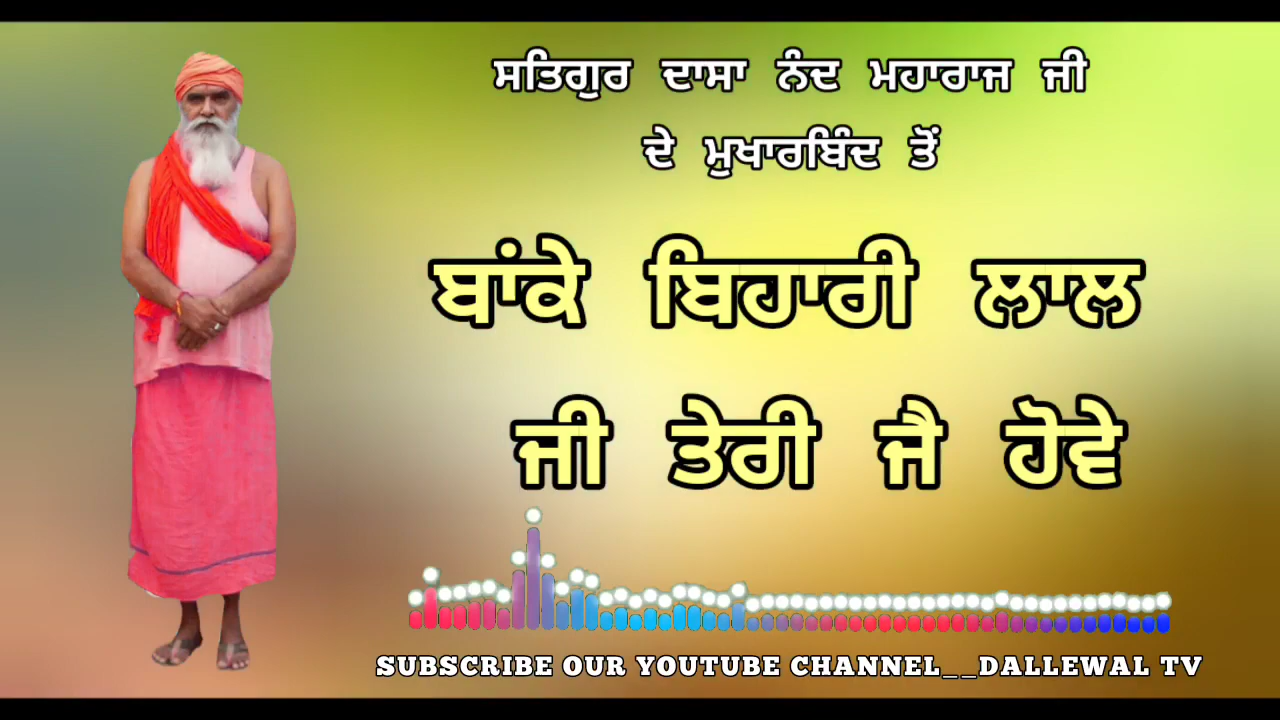 ਸਤਿਗੁਰ ਦਾਸਾ ਨੰਦ ਮਹਾਰਾਜ ਜੀ
ਦੇ ਮੁਖਾਰਬਿੰਦ ਤੋਂ
ਬਾਂਕੇ ਬਿਹਾਰੀ ਲਾਲ
ਜੀ ਤੇਰੀ ਜੈ ਹੋਵੇ
SUBSCRIBE OUR YOUTUBE CHANNEL__DALLEWAL TV